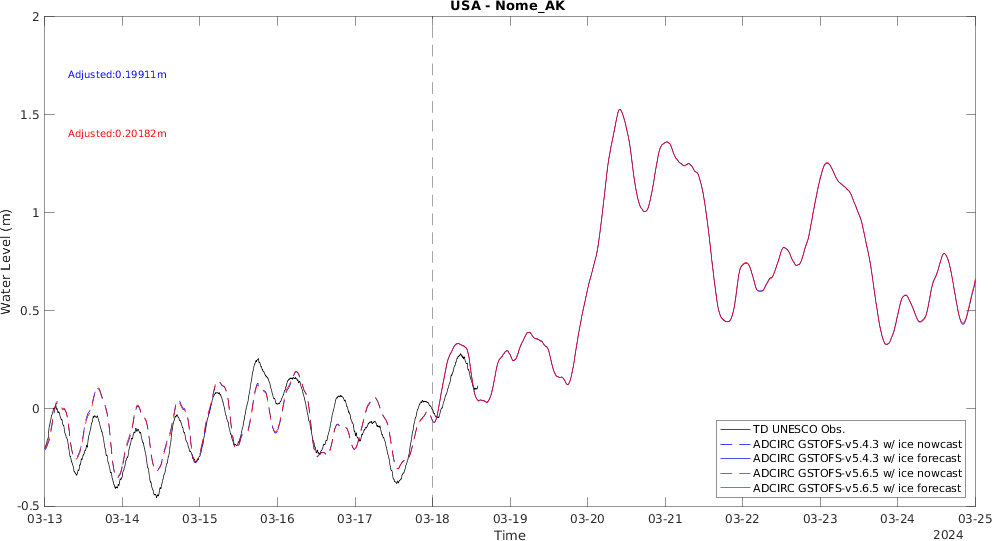 USA - Nome_AK
2
1.5
1
0.5
0
-0.5
Water Level (m)
Adjusted:0.19911m
Adjusted:0.20182m
TD UNESCO Obs.
ADCIRC GSTOFS-v5.4.3 w/ ice nowcast
ADCIRC GSTOFS-v5.4.3 w/ ice forecast
ADCIRC GSTOFS-v5.6.5 w/ ice nowcast
ADCIRC GSTOFS-v5.6.5 w/ ice forecast
03-13 03-14 03-15 03-16 03-17 03-18 03-19 03-20 03-21 03-22 03-23 03-24 03-25
Time
2024